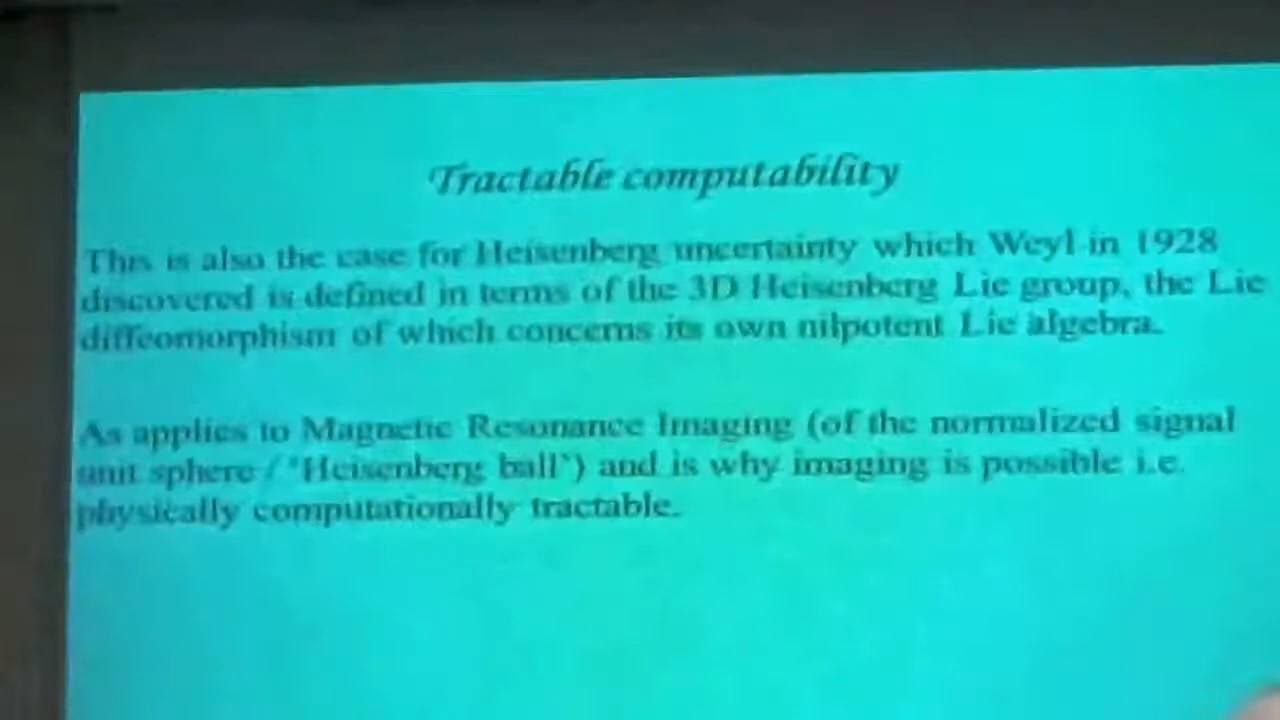 Tractable computability
This is also the case for Heisenberg uncertainty which Weyl in 1928
discovered is defined in terms of the 3D Heisenberg Lie group, the Lie
diffeomorphism of which concerns its own nilpotent Lie algebra.
As applies to Magnetic Resonance Imaging (of the normalized signal
unit sphere / "Heisenberg ball") and is why imaging is possible i.e.
physically computationally tractable.